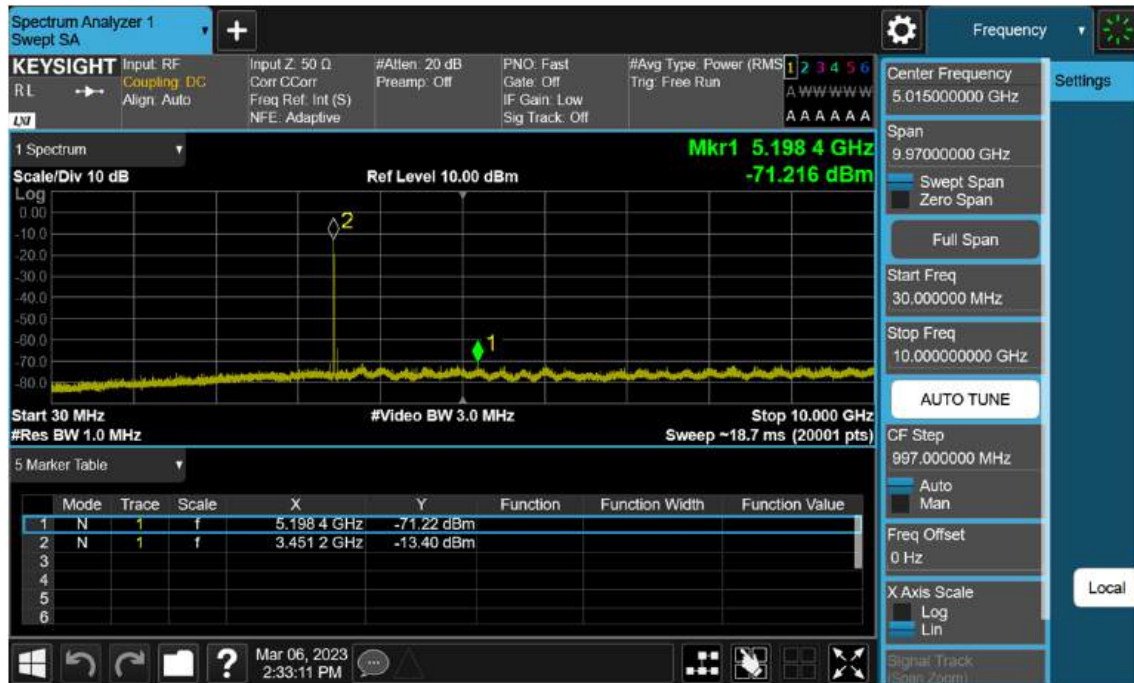 Spectrum Analyzer 1
Swept SA
Frequency
KEYSIGHT
RL
LXI
Input: RF
Coupling: DC
Align: Auto
Input Z: 50 Ω
Corr CCorr
Freq Ref: Int (S)
NFE: Adaptive
#Atten: 20 dB
Preamp: Off
PNO: Fast
Gate: Off
IF Gain: Low
Sig Track: Off
#Avg Type: Power (RMS
Trig: Free Run
1 2 3 4 5 6
A W W W W W
A A A A A A
1 Spectrum
Scale/Div 10 dB
Ref Level 10.00 dBm
Mkr1 5.198 4 GHz
-71.216 dBm
Log
0.00
-10.0
-20.0
-30.0
-40.0
-50.0
-60.0
-70.0
-80.0
2
1
Start 30 MHz
#Video BW 3.0 MHz
Stop 10.000 GHz
#Res BW 1.0 MHz
Sweep ~18.7 ms (20001 pts)
5 Marker Table
Mode Trace Scale X Y Function Function Width Function Value
1 N 1 f 5.198 4 GHz -71.22 dBm
2 N 1 f 3.451 2 GHz -13.40 dBm
3
4
5
6
Mar 06, 2023
2:33:11 PM
Center Frequency
5.015000000 GHz
Settings
Span
9.97000000 GHz
Swept Span
Zero Span
Full Span
Start Freq
30.000000 MHz
Stop Freq
10.000000000 GHz
AUTO TUNE
CF Step
997.000000 MHz
Auto
Man
Freq Offset
0 Hz
X Axis Scale
Log
Lin
Local
Signal Track
(Span Zoom)